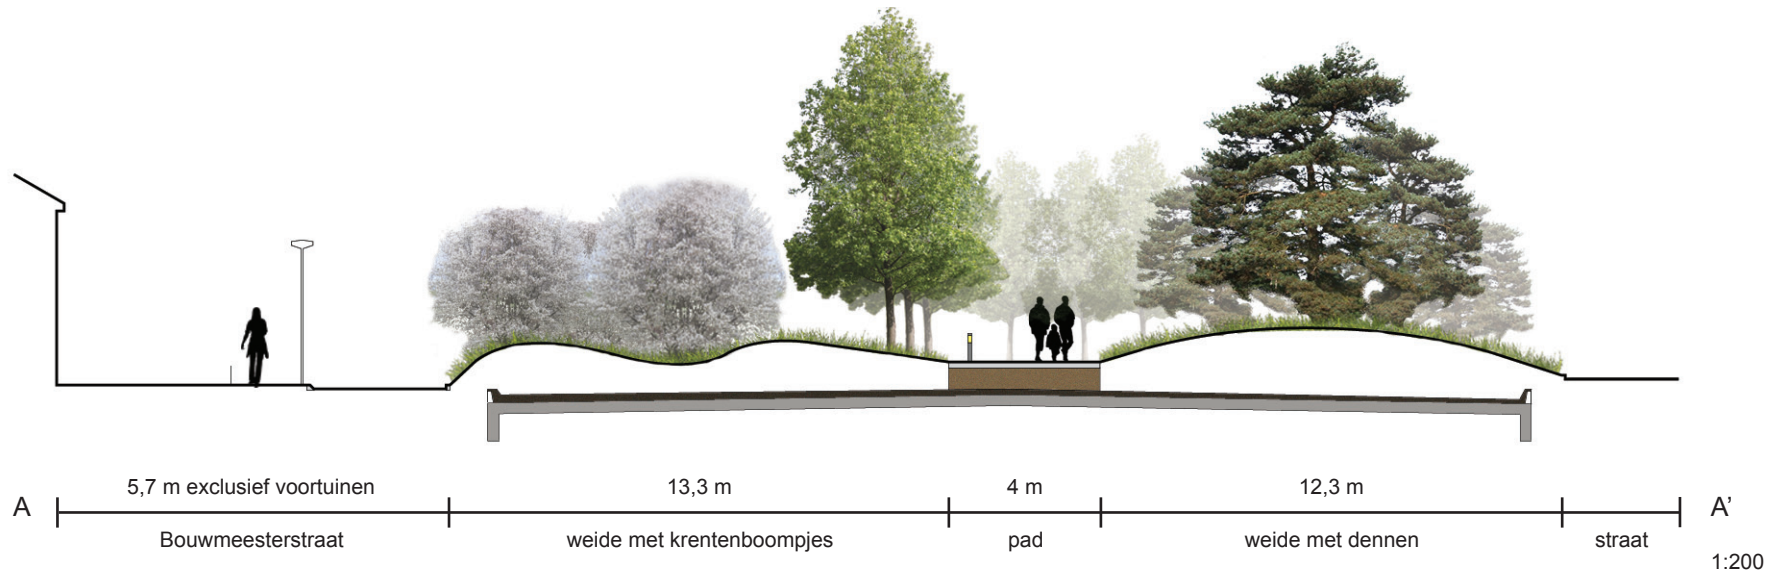 5,7 m exclusief voortuinen
13,3 m
4 m
12,3 m
A
A'
Bouwmeesterstraat
weide met krentenboompjes
pad
weide met dennen
straat
1:200